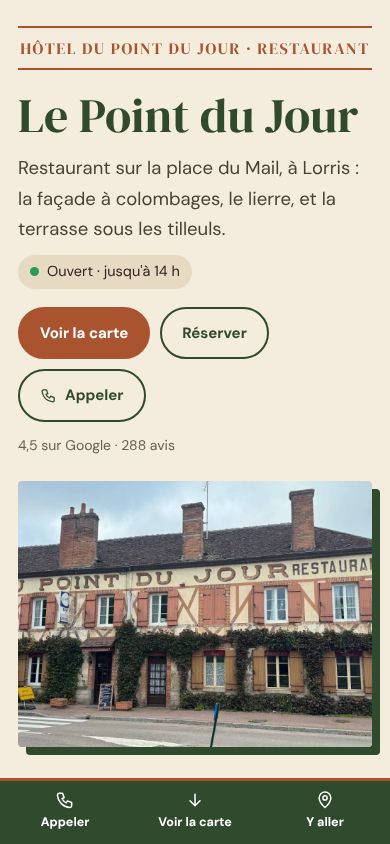 HÔTEL DU POINT DU JOUR · RESTAURANT
Le Point du Jour
Restaurant sur la place du Mail, à Lorris :
la façade à colombages, le lierre, et la
terrasse sous les tilleuls.
Ouvert · jusqu'à 14 h
Voir la carte
Réserver
Appeler
4,5 sur Google · 288 avis
POINT DU JOUR
Appeler
Voir la carte
Y aller